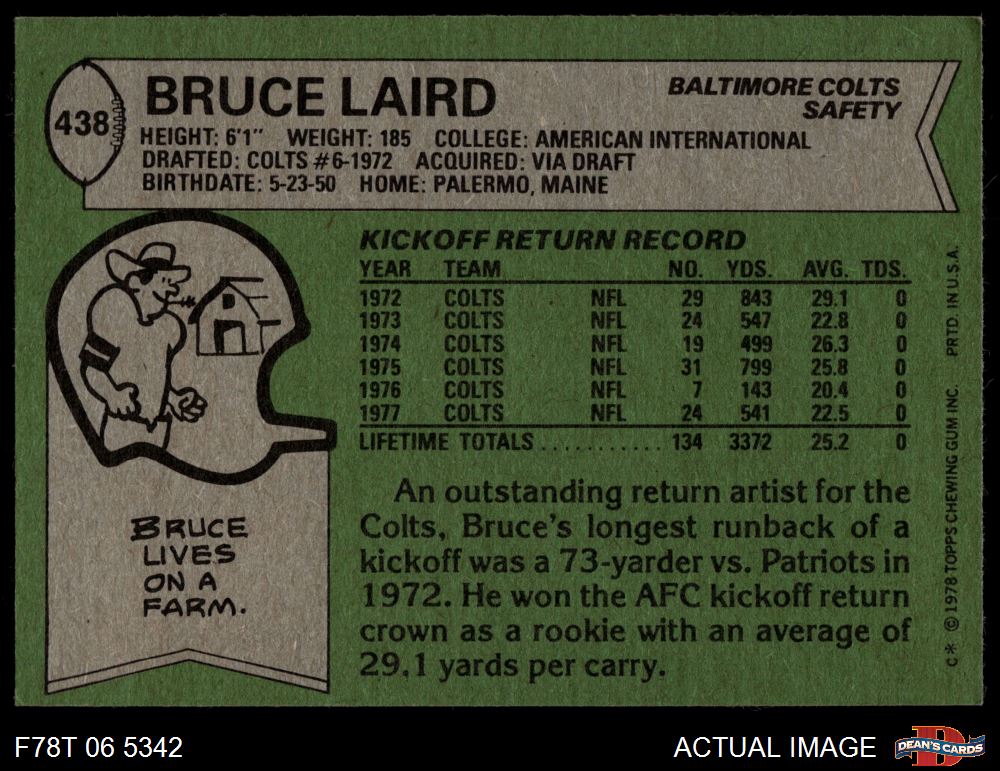 438
BRUCE LAIRD
BALTIMORE COLTS
SAFETY
HEIGHT: 6'1" WEIGHT: 185 COLLEGE: AMERICAN INTERNATIONAL
DRAFTED: COLTS #6-1972 ACQUIRED: VIA DRAFT
BIRTHDATE: 5-23-50 HOME: PALERMO, MAINE
KICKOFF RETURN RECORD
YEAR TEAM NO. YDS. AVG. TDS.
1972 COLTS NFL 29 843 29.1 0
1973 COLTS NFL 24 547 22.8 0
1974 COLTS NFL 19 499 26.3 0
1975 COLTS NFL 31 799 25.8 0
1976 COLTS NFL 7 143 20.4 0
1977 COLTS NFL 24 541 22.5 0
LIFETIME TOTALS ........... 134 3372 25.2 0
An outstanding return artist for the
Colts, Bruce's longest runback of a
kickoff was a 73-yarder vs. Patriots in
1972. He won the AFC kickoff return
crown as a rookie with an average of
29.1 yards per carry.
BRUCE
LIVES
ON A
FARM.
C* ©1978 TOPPS CHEWING GUM INC. PRTD. IN U.S.A.
F78T 06 5342
ACTUAL IMAGE
D
DEAN'S CARDS